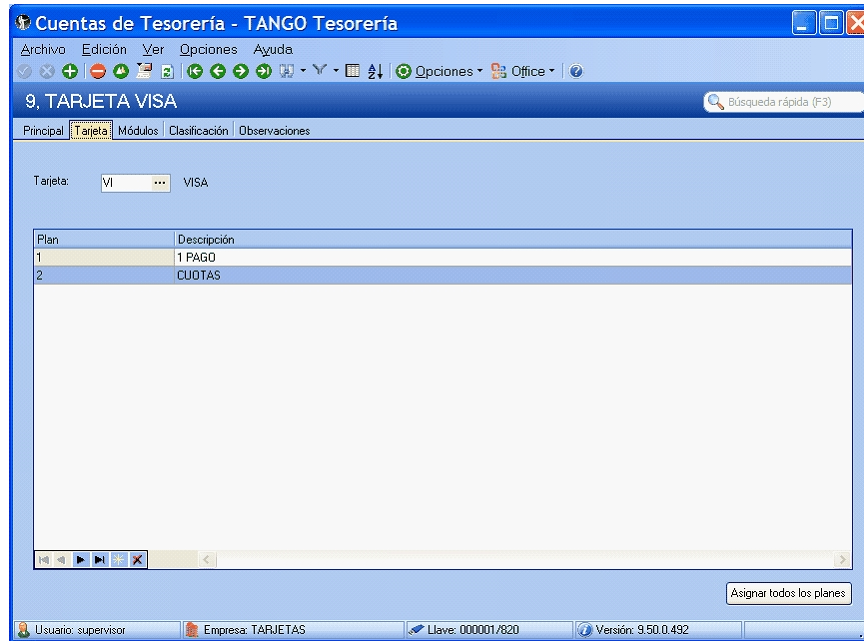 Cuentas de Tesorería - TANGO Tesorería
Archivo Edición Ver Opciones Ayuda
Opciones Office
9, TARJETA VISA
Búsqueda rápida (F3)
Principal Tarjeta Módulos Clasificación Observaciones
Tarjeta: VI ... VISA
Plan Descripción
1 1 PAGO
2 CUOTAS
Asignar todos los planes
Usuario: supervisor Empresa: TARJETAS Llave: 000001/820 Versión: 9.50.0.492